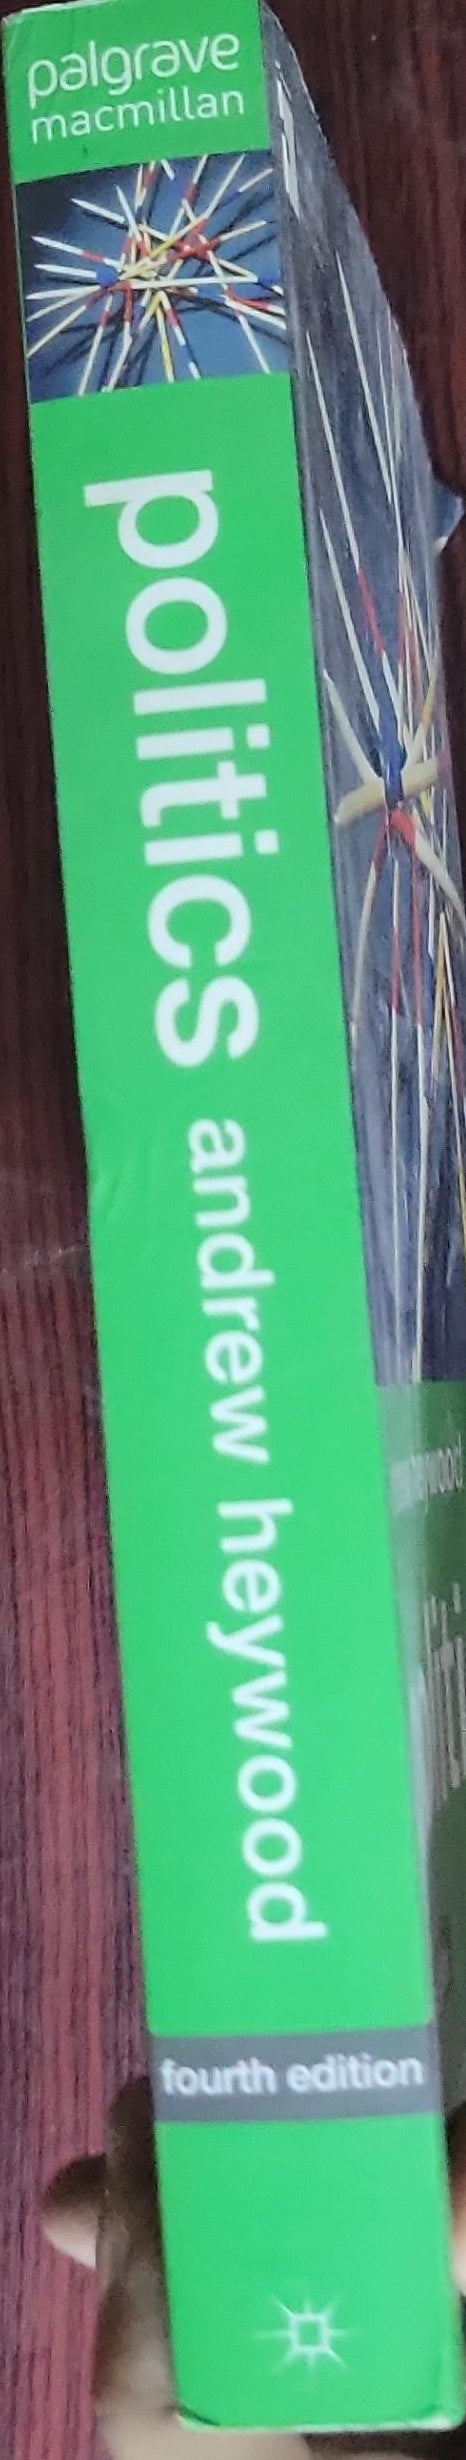 palgrave
macmillan
politics andrew heywood
fourth edition